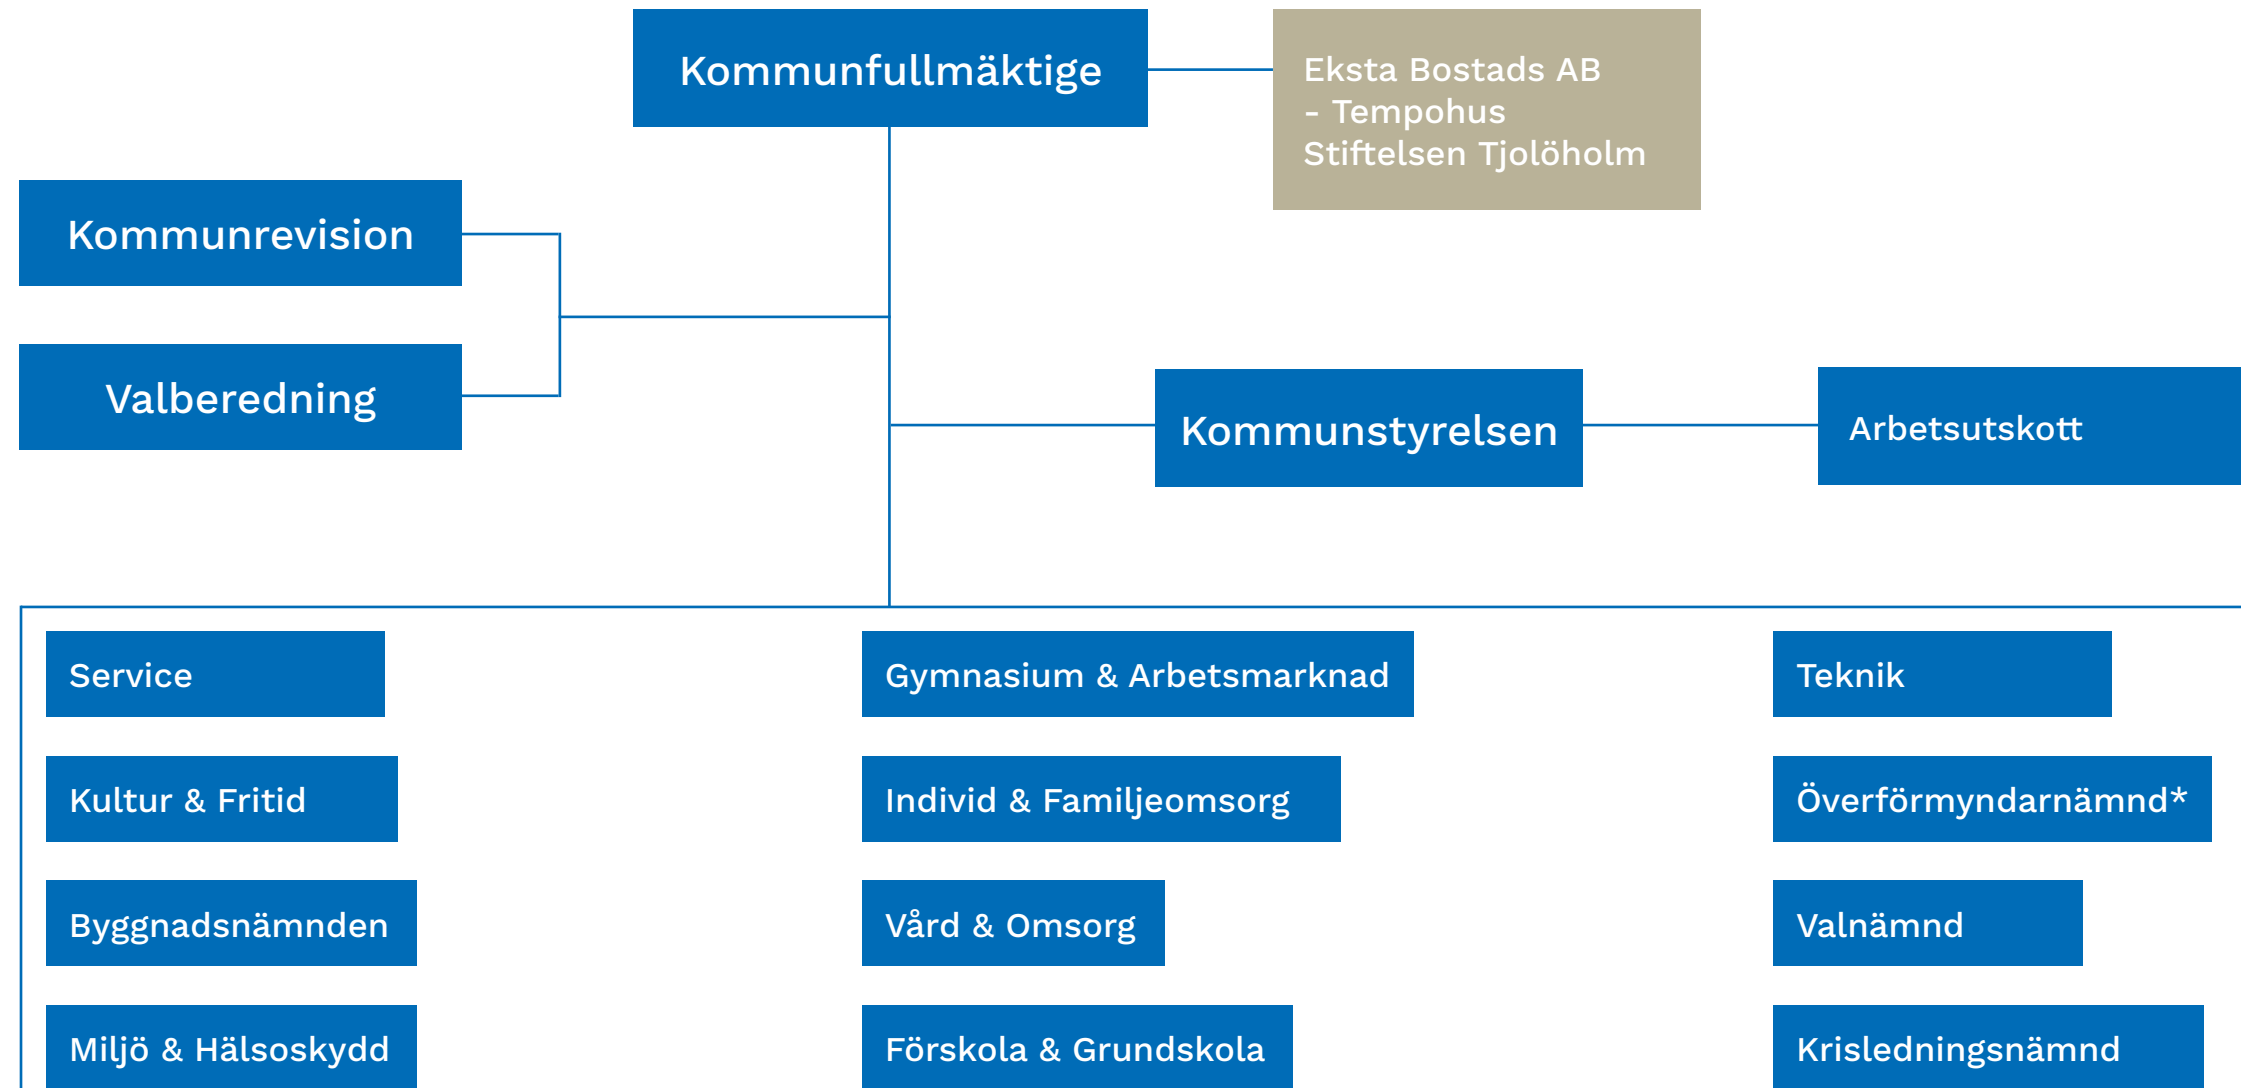 Kommunfullmäktige
Eksta Bostads AB
- Tempohus
Stiftelsen Tjolöholm
Kommunrevision
Valberedning
Kommunstyrelsen
Arbetsutskott
Service
Gymnasium & Arbetsmarknad
Teknik
Kultur & Fritid
Individ & Familjeomsorg
Överförmyndarnämnd*
Byggnadsnämnden
Vård & Omsorg
Valnämnd
Miljö & Hälsoskydd
Förskola & Grundskola
Krisledningsnämnd